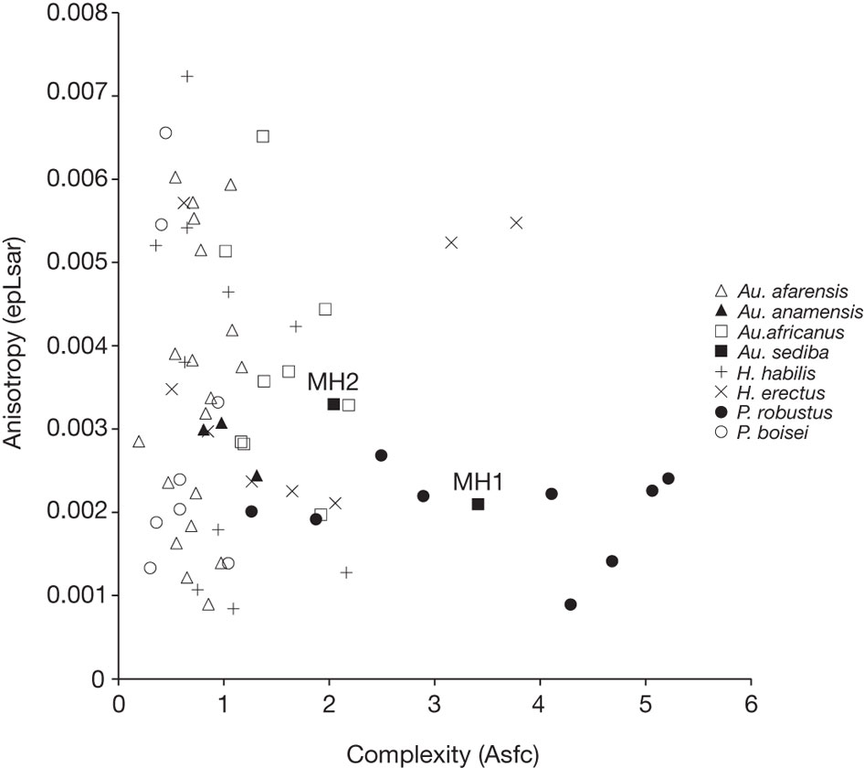 0.008
0.007
0.006
0.005
0.004
0.003
0.002
0.001
0
Anisotropy (epLsar)
MH2
MH1
Au. afarensis
Au. anamensis
Au.africanus
Au. sediba
H. habilis
H. erectus
P. robustus
P. boisei
0 1 2 3 4 5 6
Complexity (Asfc)